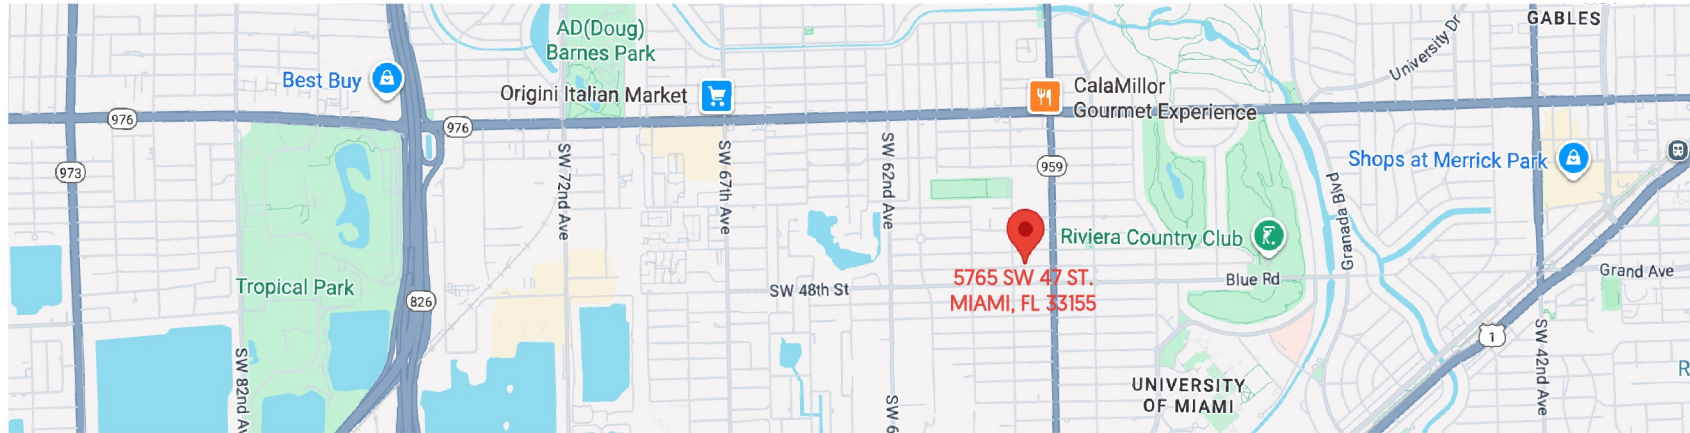 GABLES
AD(Doug)
Barnes Park
University Dr
Best Buy
Origini Italian Market
CalaMillor
Gourmet Experience
976
976
973
SW 72nd Ave
SW 67th Ave
SW 62nd Ave
959
Shops at Merrick Park
Granada Blvd
Riviera Country Club
Tropical Park
826
SW 48th St
5765 SW 47 ST.
MIAMI, FL 33155
Blue Rd
Grand Ave
1
SW 82nd Av
SW 6
UNIVERSITY
OF MIAMI
SW 42nd Ave
R